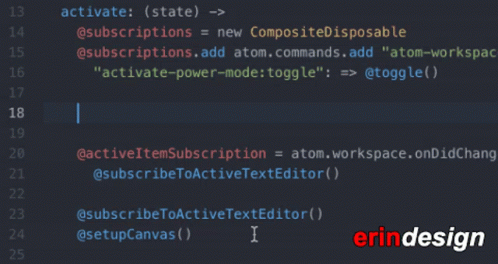 13 activate: (state) ->
14 @subscriptions = new CompositeDisposable
15 @subscriptions.add atom.commands.add "atom-workspac
16 "activate-power-mode:toggle": => @toggle()
17
18
19
20 @activeItemSubscription = atom.workspace.onDidChang
21 @subscribeToActiveTextEditor()
22
23 @subscribeToActiveTextEditor()
24 @setupCanvas()
25
erindesign